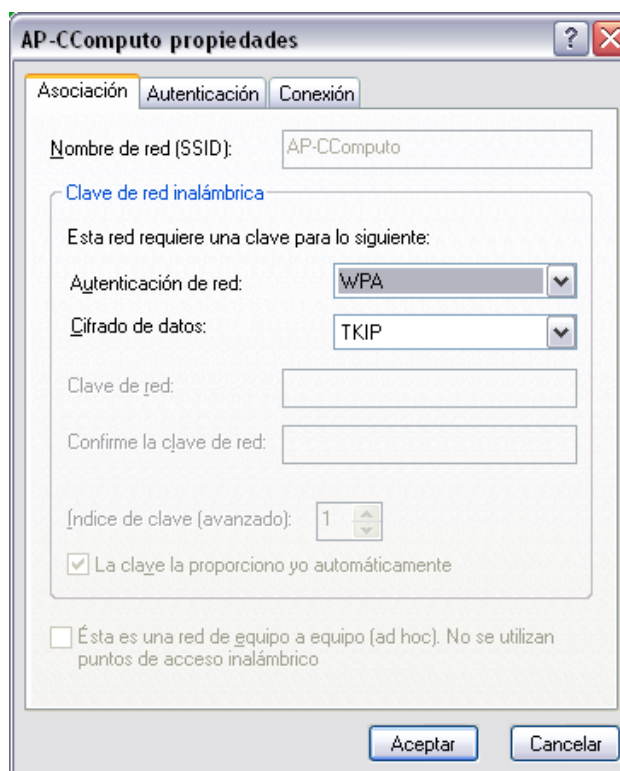 AP-CComputo propiedades
Asociación Autenticación Conexión
Nombre de red (SSID): AP-CComputo
Clave de red inalámbrica
Esta red requiere una clave para lo siguiente:
Autenticación de red: WPA
Cifrado de datos: TKIP
Clave de red:
Confirme la clave de red:
Índice de clave (avanzado): 1
La clave la proporciono yo automáticamente
Ésta es una red de equipo a equipo (ad hoc). No se utilizan
puntos de acceso inalámbrico
Aceptar Cancelar